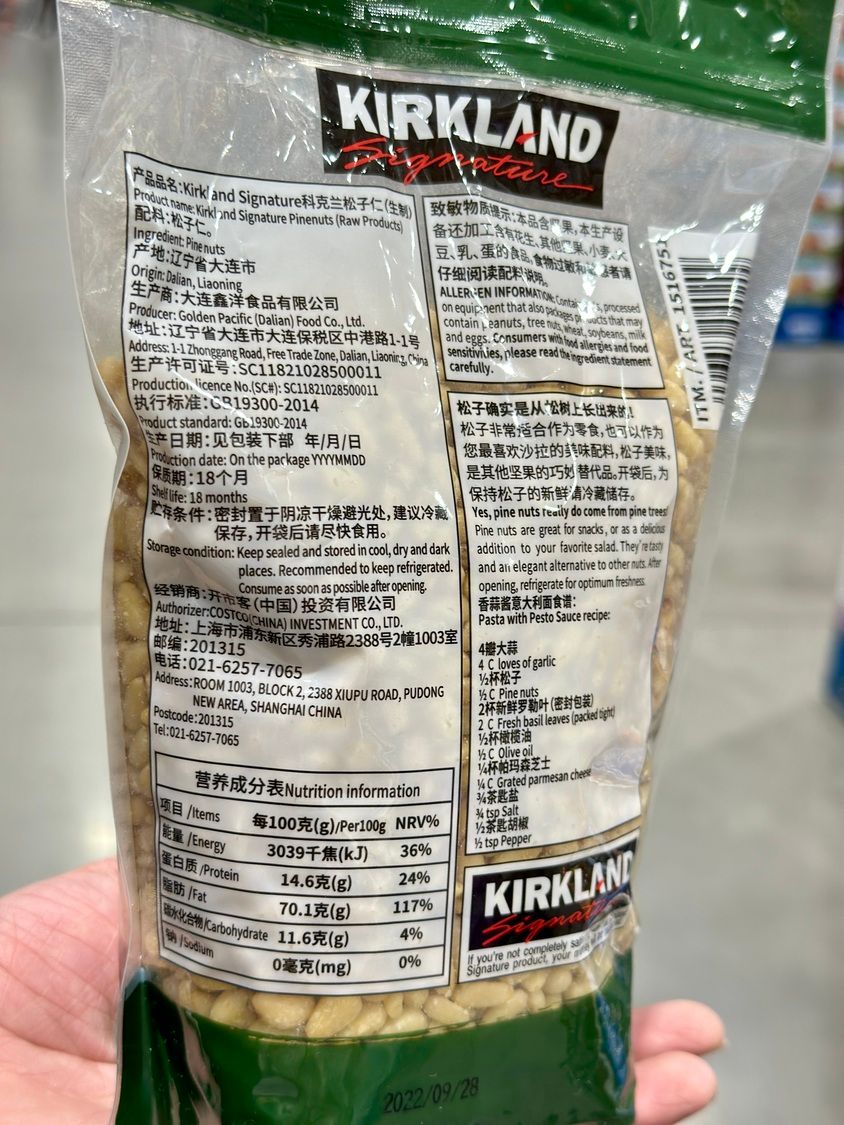 KIRKLAND
Signature
产品品名:Kirkland Signature科克兰松子仁(生制)
Product name: Kirkland Signature Pinenuts (Raw Products)
配料:松子仁。
Ingredient: Pine nuts
产地:辽宁省大连市
Origin: Dalian, Liaoning
生产商:大连鑫洋食品有限公司
Producer: Golden Pacific (Dalian) Food Co., Ltd.
地址:辽宁省大连市大连保税区中港路1-1号
Address: 1-1 Zhonggang Road, Free Trade Zone, Dalian, Liaoning, China
生产许可证号:SC11821028500011
Production licence No.(SC#): SC11821028500011
执行标准:GB19300-2014
Product standard: GB19300-2014
生产日期:见包装下部 年/月/日
Production date: On the package YYYYMMDD
保质期:18个月
Shelf life: 18 months
贮存条件:密封置于阴凉干燥避光处,建议冷藏
保存,开袋后请尽快食用。
Storage condition: Keep sealed and stored in cool, dry and dark
places. Recommended to keep refrigerated.
Consume as soon as possible after opening.
经销商:开市客(中国)投资有限公司
Authorizer:COSTCO(CHINA) INVESTMENT CO., LTD.
地址:上海市浦东新区秀浦路2388号2幢1003室
邮编:201315
电话:021-6257-7065
Address:ROOM 1003, BLOCK 2, 2388 XIUPU ROAD, PUDONG
NEW AREA, SHANGHAI CHINA
Postcode:201315
Tel:021-6257-7065
营养成分表Nutrition information
项目/Items 每100克(g)/Per100g NRV%
能量/Energy 3039千焦(kJ) 36%
蛋白质/Protein 14.6克(g) 24%
脂肪/Fat 70.1克(g) 117%
碳水化合物/Carbohydrate 11.6克(g) 4%
钠/Sodium 0毫克(mg) 0%
致敏物质提示:本品含坚果,本生产设
备还加工含有花生、其他坚果、小麦、大
豆、乳、蛋的食品,食物过敏和敏感者请
仔细阅读配料说明。
ALLERGEN INFORMATION: Contains processed
on equipment that also packages products that may
contain peanuts, tree nuts, wheat, soybeans, milk
and eggs. Consumers with food allergies and food
sensitivities, please read the ingredient statement
carefully.
ITM. / ART. 1516751
松子确实是从松树上长出来的!
松子非常适合作为零食,也可以作为
您最喜欢沙拉的美味配料,松子美味,
是其他坚果的巧妙替代品。开袋后,为
保持松子的新鲜请冷藏储存。
Yes, pine nuts really do come from pine trees!
Pine nuts are great for snacks, or as a delicious
addition to your favorite salad. They're tasty
and an elegant alternative to other nuts. After
opening, refrigerate for optimum freshness.
香蒜酱意大利面食谱:
Pasta with Pesto Sauce recipe:
4瓣大蒜
4 C loves of garlic
½杯松子
½ C Pine nuts
2杯新鲜罗勒叶(密封包装)
2 C Fresh basil leaves (packed tight)
½杯橄榄油
½ C Olive oil
¼杯帕玛森芝士
¼ C Grated parmesan cheese
¾茶匙盐
¾ tsp Salt
½茶匙胡椒
½ tsp Pepper
KIRKLAND
Signature
If you're not completely
Signature product, your
2022/09/28